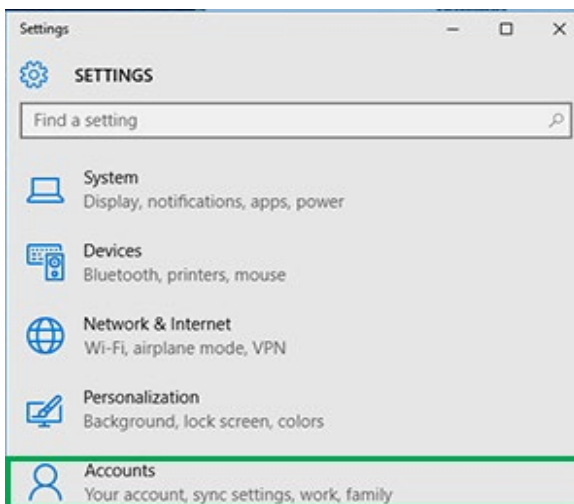 Settings
SETTINGS
Find a setting
System
Display, notifications, apps, power
Devices
Bluetooth, printers, mouse
Network & Internet
Wi-Fi, airplane mode, VPN
Personalization
Background, lock screen, colors
Accounts
Your account, sync settings, work, family